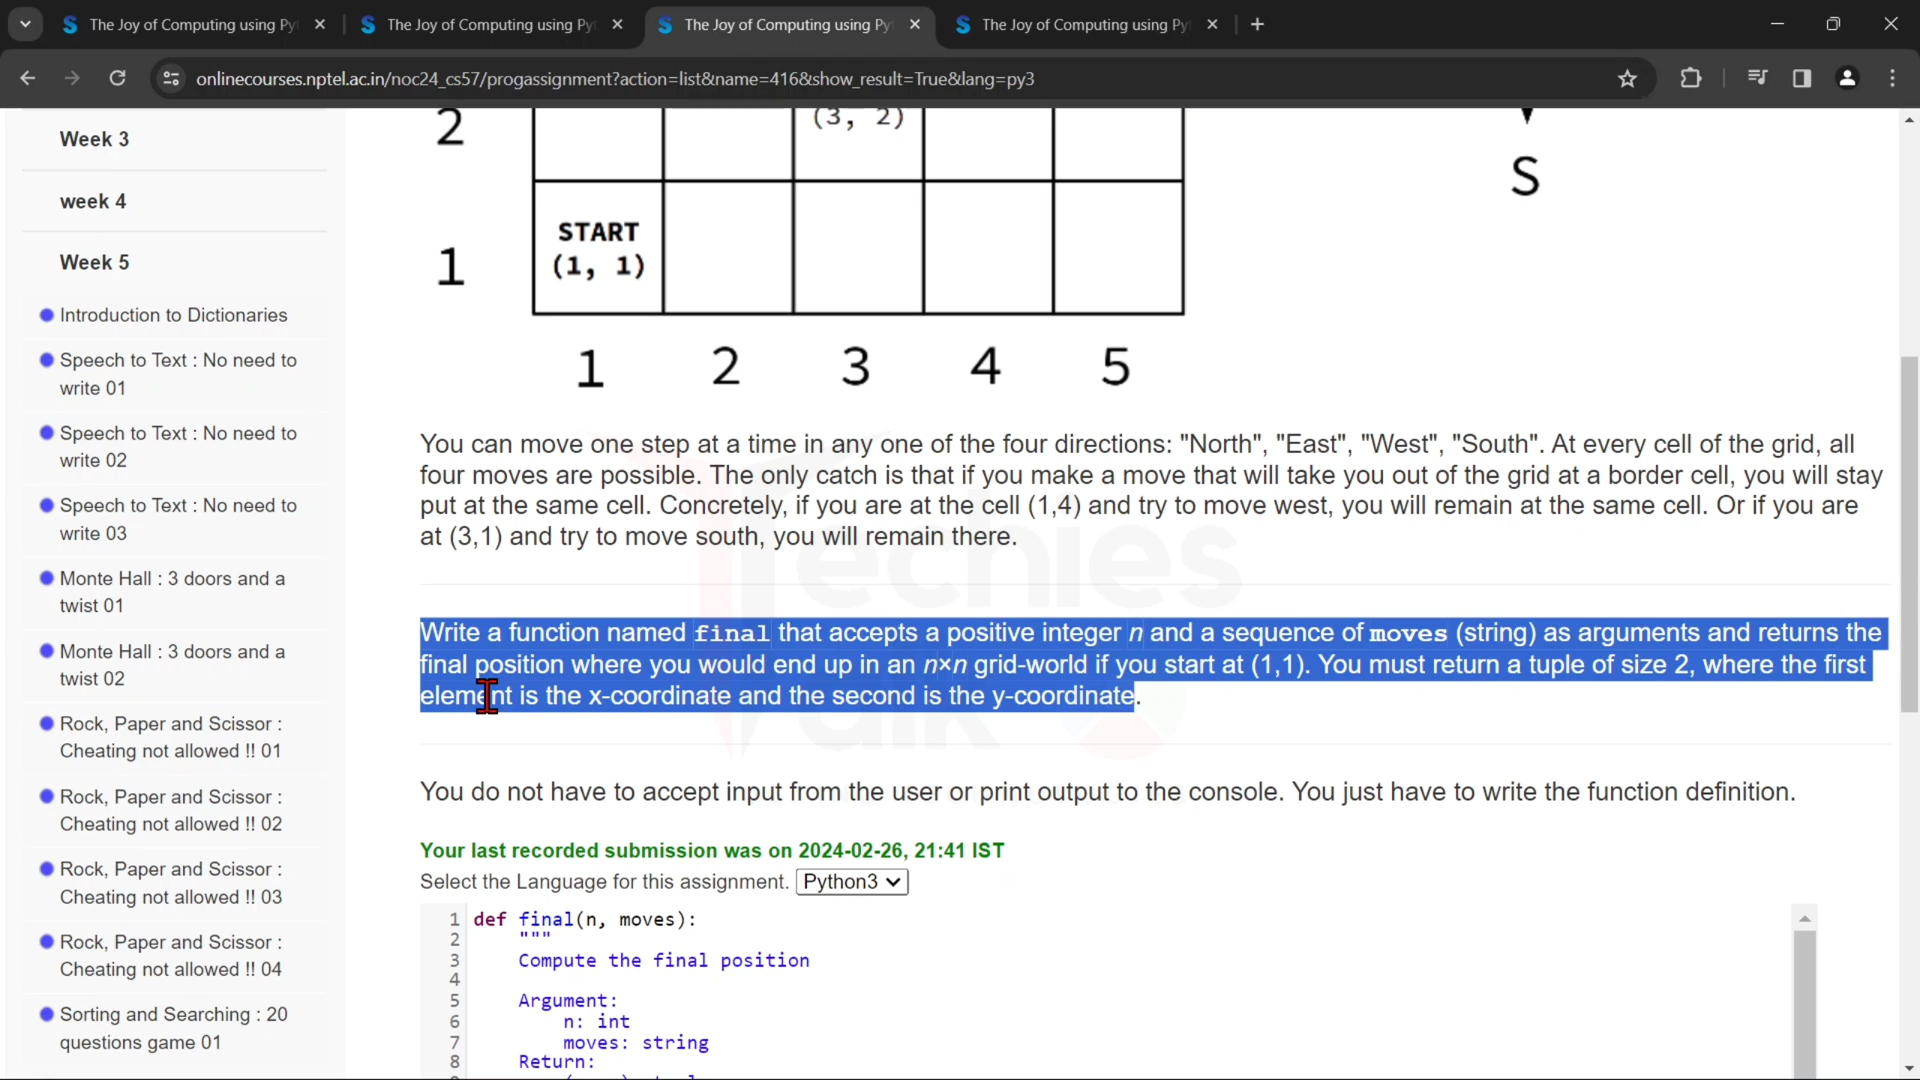 The Joy of Computing using Py
The Joy of Computing using Py
The Joy of Computing using Py
The Joy of Computing using Py
onlinecourses.nptel.ac.in/noc24_cs57/progassignment?action=list&name=416&show_result=True&lang=py3
Week 3
week 4
Week 5
Introduction to Dictionaries
Speech to Text : No need to
write 01
Speech to Text : No need to
write 02
Speech to Text : No need to
write 03
Monte Hall : 3 doors and a
twist 01
Monte Hall : 3 doors and a
twist 02
Rock, Paper and Scissor :
Cheating not allowed !! 01
Rock, Paper and Scissor :
Cheating not allowed !! 02
Rock, Paper and Scissor :
Cheating not allowed !! 03
Rock, Paper and Scissor :
Cheating not allowed !! 04
Sorting and Searching : 20
questions game 01
2
(3, 2)
S
1
START
(1, 1)
1 2 3 4 5
You can move one step at a time in any one of the four directions: "North", "East", "West", "South". At every cell of the grid, all
four moves are possible. The only catch is that if you make a move that will take you out of the grid at a border cell, you will stay
put at the same cell. Concretely, if you are at the cell (1,4) and try to move west, you will remain at the same cell. Or if you are
at (3,1) and try to move south, you will remain there.
Techies
Talk
Write a function named final that accepts a positive integer n and a sequence of moves (string) as arguments and returns the
final position where you would end up in an n×n grid-world if you start at (1,1). You must return a tuple of size 2, where the first
element is the x-coordinate and the second is the y-coordinate.
You do not have to accept input from the user or print output to the console. You just have to write the function definition.
Your last recorded submission was on 2024-02-26, 21:41 IST
Select the Language for this assignment. Python3
1 def final(n, moves):
2 """
3 Compute the final position
4
5 Argument:
6 n: int
7 moves: string
8 Return: